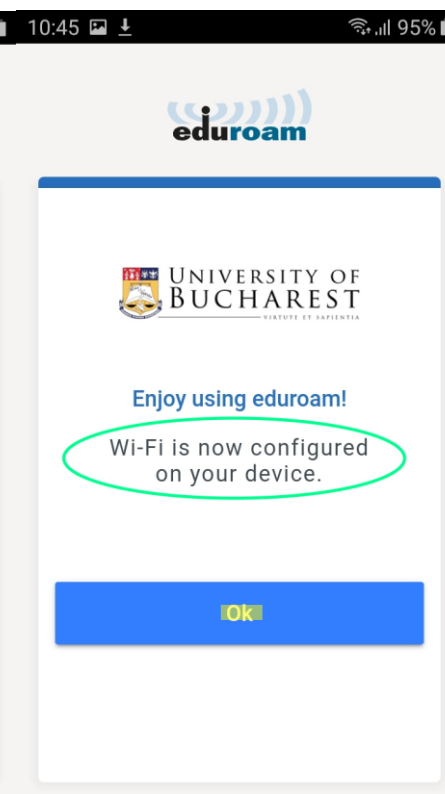 10:45 95%
eduroam
UNIVERSITY OF
BUCHAREST
VIRTUTE ET SAPIENTIA
Enjoy using eduroam!
Wi-Fi is now configured
on your device.
Ok